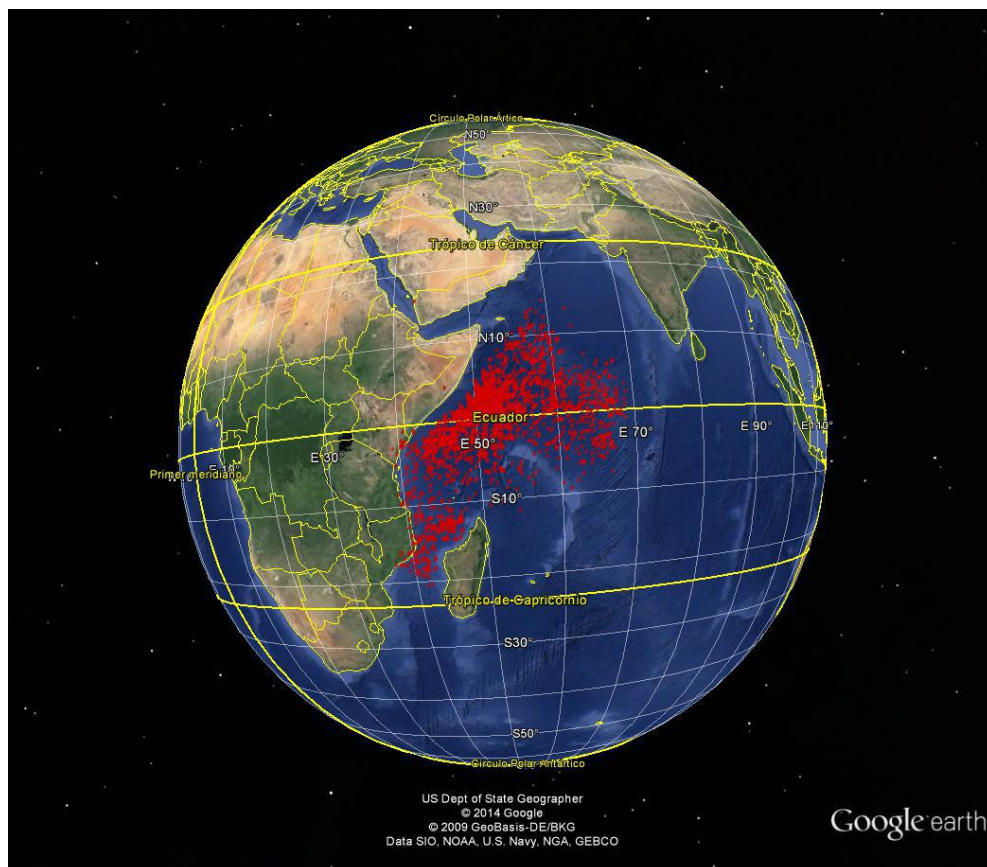 Círculo Polar Ártico
N50°
N30°
Trópico de Cáncer
N10°
Ecuador
E 50°
E 70°
E 90°
E110°
E 30°
Primer meridiano
S10°
Trópico de Capricornio
S30°
S50°
Círculo Polar Antártico
US Dept of State Geographer
© 2014 Google
© 2009 GeoBasis-DE/BKG
Data SIO, NOAA, U.S. Navy, NGA, GEBCO
Google earth